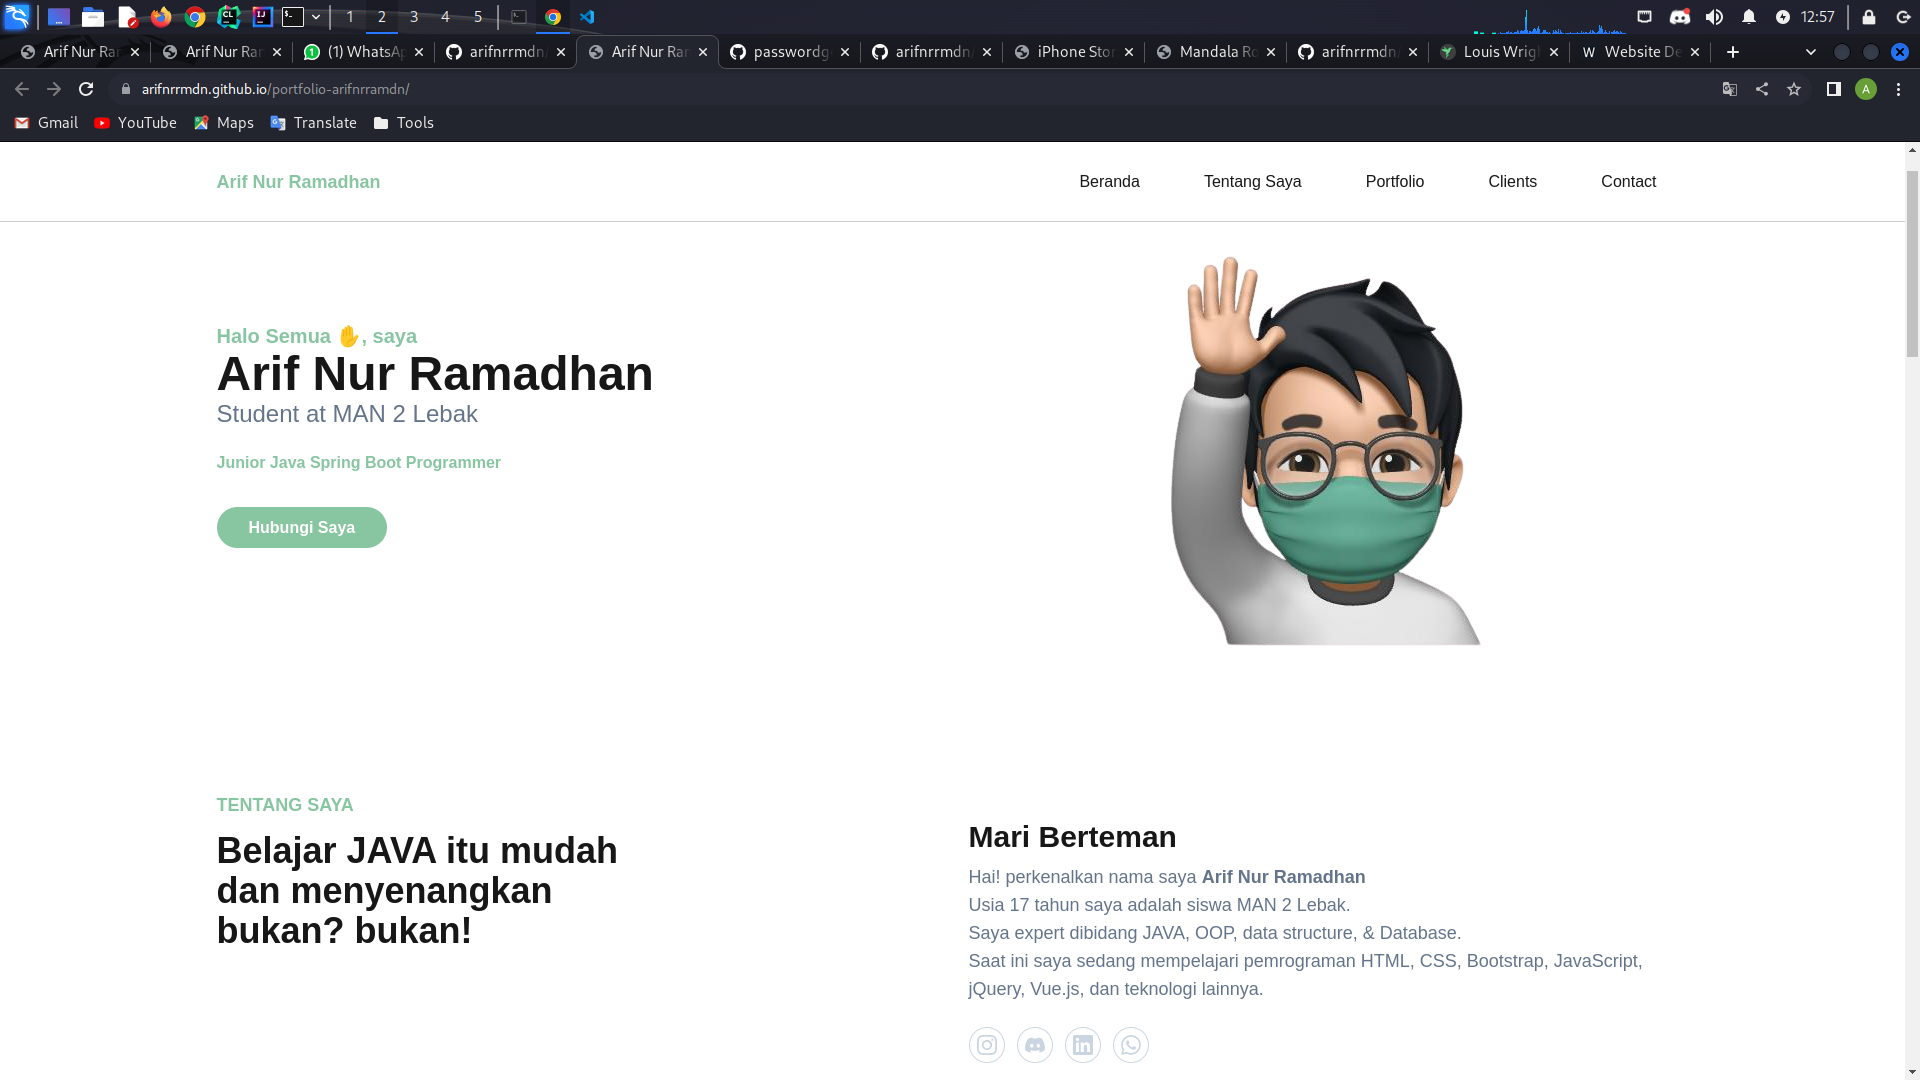 1 2 3 4 5 12:57
Arif Nur Ra
Arif Nur Ra
(1) WhatsAp
arifnrrmdn
Arif Nur Ra
passwordg
arifnrrmdn
iPhone Stor
Mandala Ro
arifnrrmdn
Louis Wrig
Website De
arifnrrmdn.github.io/portfolio-arifnrramdn/
A
Gmail YouTube Maps Translate Tools
Arif Nur Ramadhan Beranda Tentang Saya Portfolio Clients Contact
Halo Semua ✋, saya
Arif Nur Ramadhan
Student at MAN 2 Lebak
Junior Java Spring Boot Programmer
Hubungi Saya
TENTANG SAYA
Belajar JAVA itu mudah
dan menyenangkan
bukan? bukan!
Mari Berteman
Hai! perkenalkan nama saya Arif Nur Ramadhan
Usia 17 tahun saya adalah siswa MAN 2 Lebak.
Saya expert dibidang JAVA, OOP, data structure, & Database.
Saat ini saya sedang mempelajari pemrograman HTML, CSS, Bootstrap, JavaScript,
jQuery, Vue.js, dan teknologi lainnya.